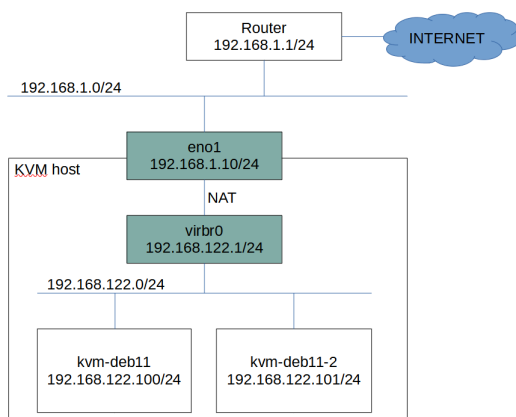 Router
192.168.1.1/24
INTERNET
192.168.1.0/24
eno1
192.168.1.10/24
KVM host
NAT
virbr0
192.168.122.1/24
192.168.122.0/24
kvm-deb11
192.168.122.100/24
kvm-deb11-2
192.168.122.101/24